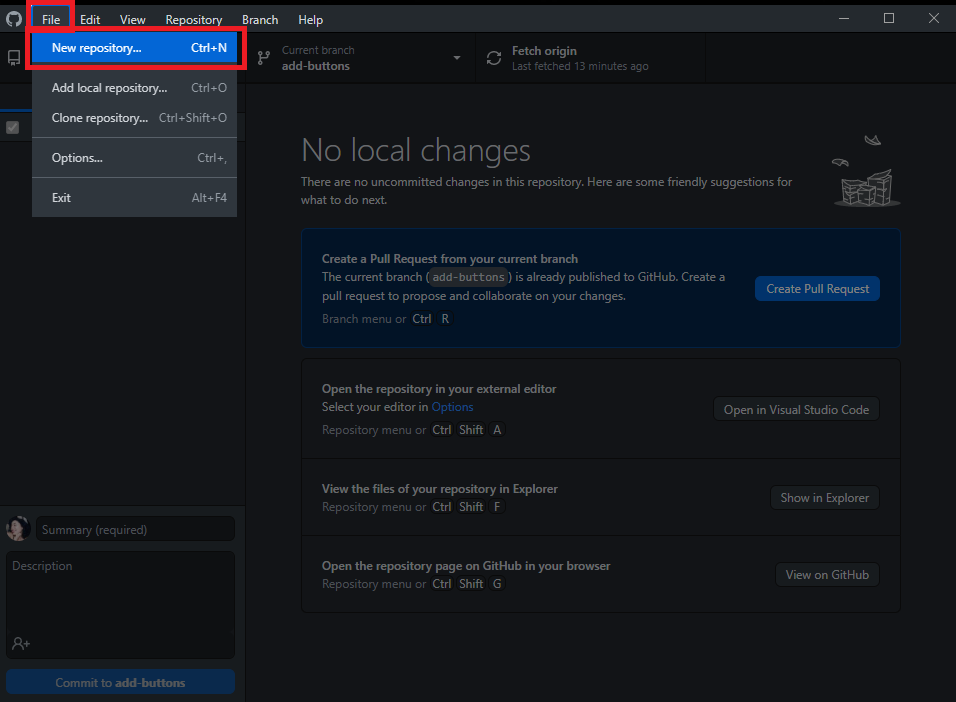 File Edit View Repository Branch Help
New repository... Ctrl+N
Add local repository... Ctrl+O
Clone repository... Ctrl+Shift+O
Options... Ctrl+,
Exit Alt+F4
Current branch
add-buttons
Fetch origin
Last fetched 13 minutes ago
No local changes
There are no uncommitted changes in this repository. Here are some friendly suggestions for
what to do next.
Create a Pull Request from your current branch
The current branch (add-buttons) is already published to GitHub. Create a
pull request to propose and collaborate on your changes.
Branch menu or Ctrl R
Create Pull Request
Open the repository in your external editor
Select your editor in Options
Repository menu or Ctrl Shift A
Open in Visual Studio Code
View the files of your repository in Explorer
Repository menu or Ctrl Shift F
Show in Explorer
Open the repository page on GitHub in your browser
Repository menu or Ctrl Shift G
View on GitHub
Summary (required)
Description
Commit to add-buttons